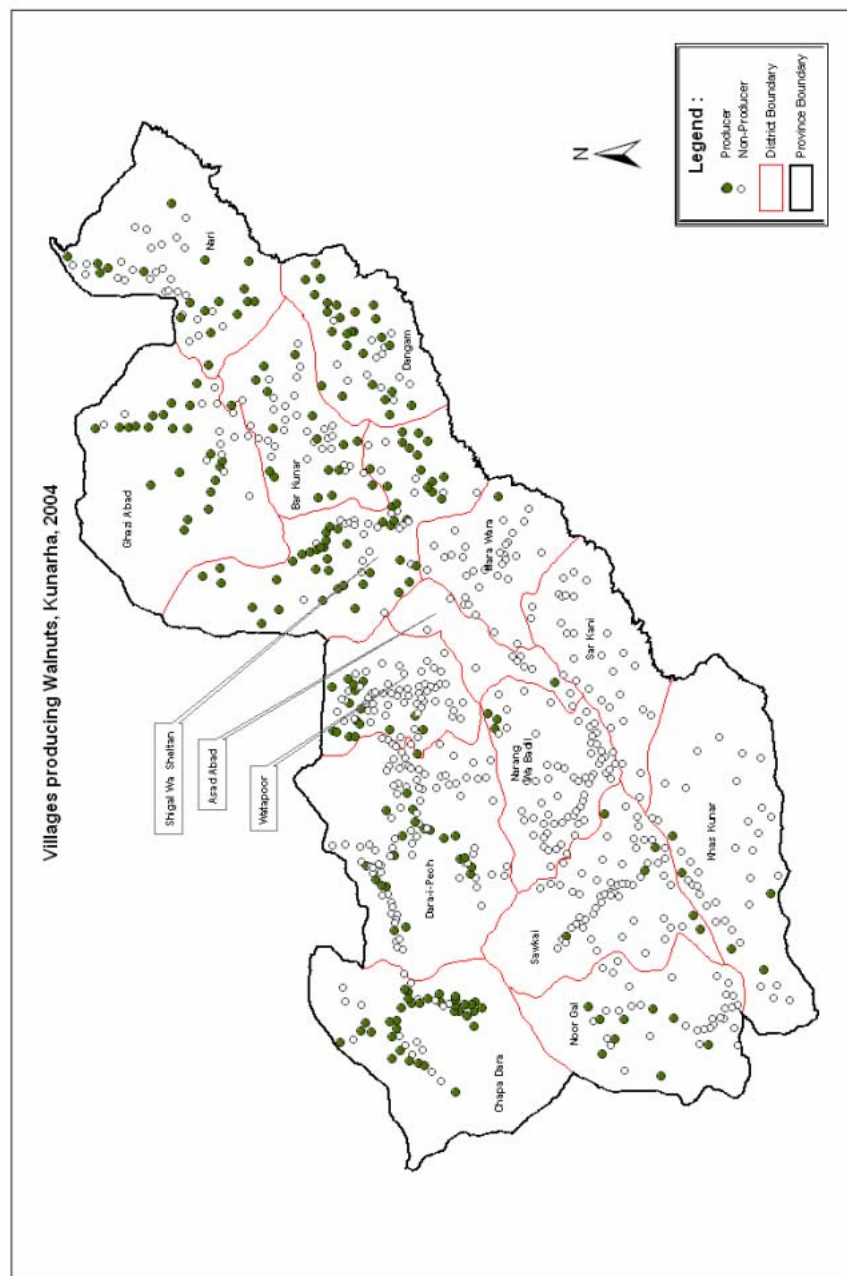 Villages producing Walnuts, Kunarha, 2004
Nari
Ghazi Abad
Bar Kunar
Dangam
Shigal Wa Sheltan
Asad Abad
Watapoor
Mara Wara
Sar Kani
Dara-i-Pech
Narang
Wa Badil
Khas Kunar
Sawkai
Chapa Dara
Noor Gal
N
Legend :
Producer
Non-Producer
District Boundary
Province Boundary